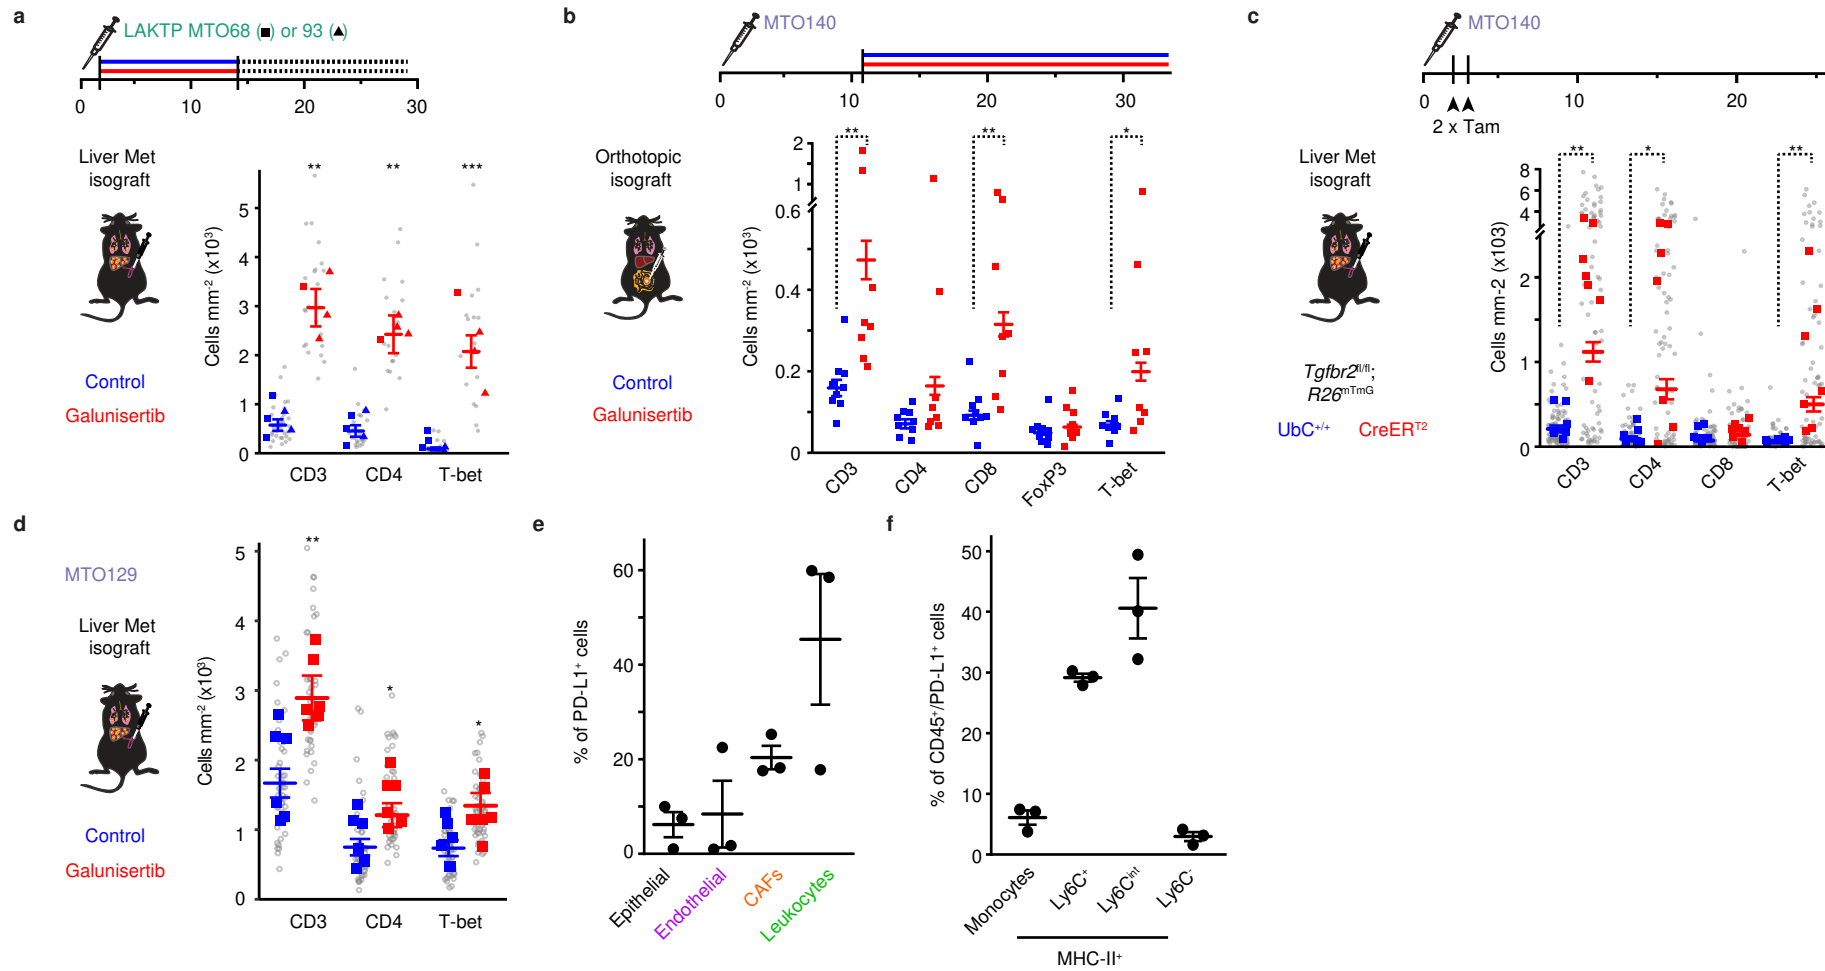 a
LAKTP MTO68 (■) or 93 (▲)
0 10 20 30
Liver Met
isograft
Control
Galunisertib
Cells mm⁻² (x10³)
5
4
3
2
1
0
** ** ***
CD3 CD4 T-bet
b
MTO140
0 10 20 30
Orthotopic
isograft
Control
Galunisertib
Cells mm⁻² (x10³)
2
1
0.6
0.4
0.2
0
** ** *
CD3 CD4 CD8 FoxP3 T-bet
c
MTO140
0 10 20
2 x Tam
Liver Met
isograft
Tgfbr2fl/fl;
R26mTmG
UbC+/+ CreERT2
Cells mm-2 (x103)
8
6
4
2
1
0
** * **
CD3 CD4 CD8 T-bet
d
MTO129
Liver Met
isograft
Control
Galunisertib
Cells mm⁻² (x10³)
5
4
3
2
1
0
** * *
CD3 CD4 T-bet
e
% of PD-L1⁺ cells
60
40
20
0
Epithelial Endothelial CAFs Leukocytes
f
% of CD45⁺/PD-L1⁺ cells
50
40
30
20
10
0
Monocytes Ly6C⁺ Ly6Cint Ly6C⁻
MHC-II⁺